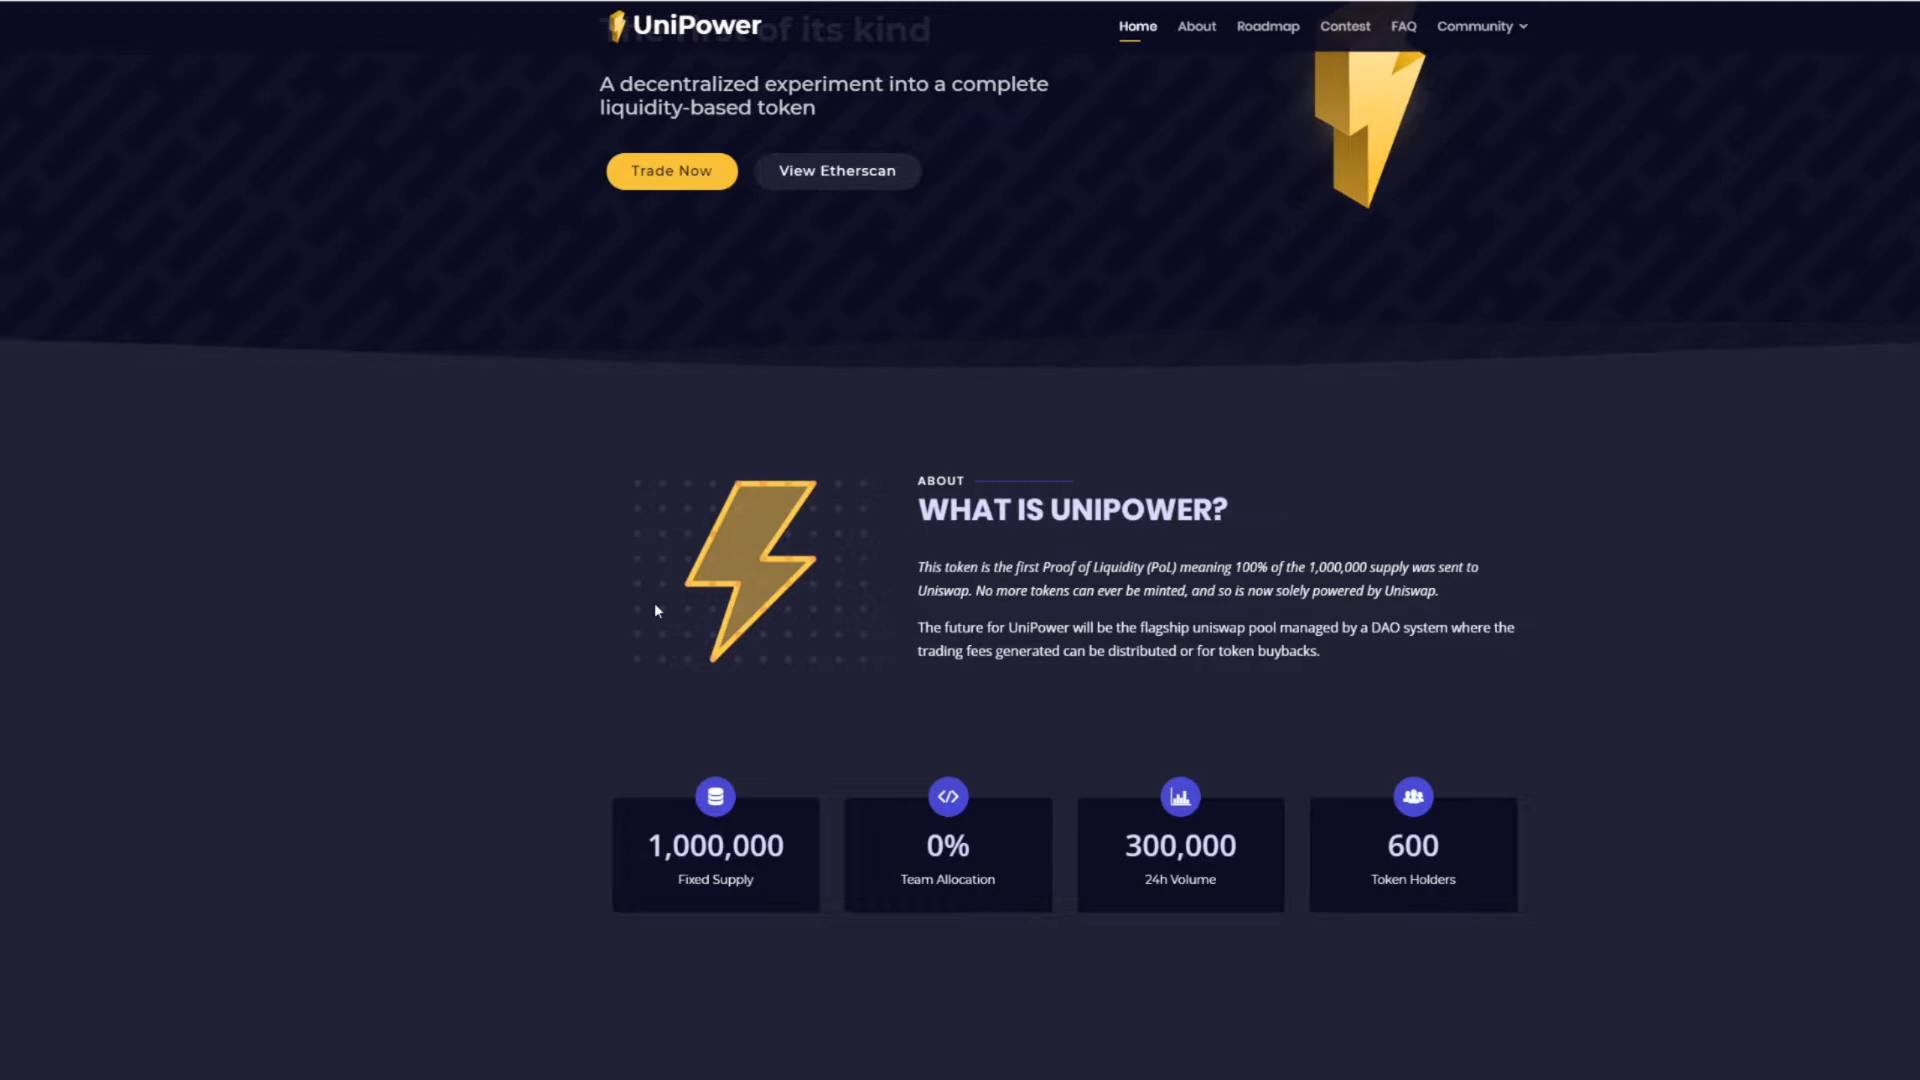 UniPower
The first of its kind
Home About Roadmap Contest FAQ Community
A decentralized experiment into a complete
liquidity-based token
Trade Now View Etherscan
ABOUT
WHAT IS UNIPOWER?
This token is the first Proof of Liquidity (PoL) meaning 100% of the 1,000,000 supply was sent to
Uniswap. No more tokens can ever be minted, and so is now solely powered by Uniswap.
The future for UniPower will be the flagship uniswap pool managed by a DAO system where the
trading fees generated can be distributed or for token buybacks.
1,000,000 0% 300,000 600
Fixed Supply Team Allocation 24h Volume Token Holders